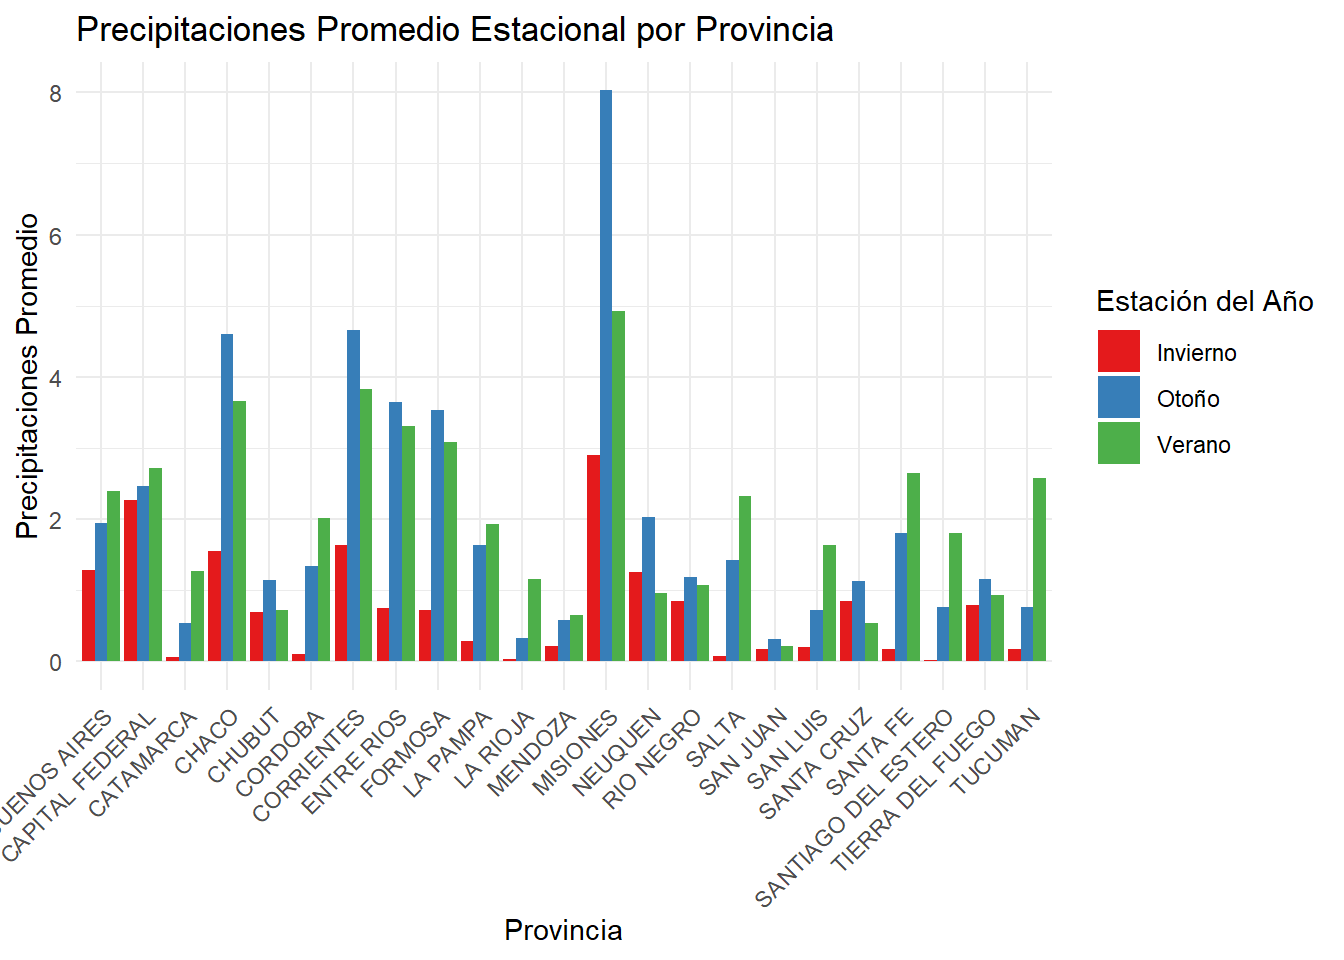 Precipitaciones Promedio Estacional por Provincia
Precipitaciones Promedio
8
6
4
2
0
AIRES
CAPITAL FEDERAL
CATAMARCA
CHACO
CHUBUT
CORDOBA
CORRIENTES
ENTRE RIOS
FORMOSA
LA PAMPA
LA RIOJA
MENDOZA
MISIONES
NEUQUEN
RIO NEGRO
SALTA
SAN JUAN
SAN LUIS
SANTA CRUZ
SANTA FE
SANTIAGO DEL ESTERO
TIERRA DEL FUEGO
TUCUMAN
Provincia
Estación del Año
Invierno
Otoño
Verano